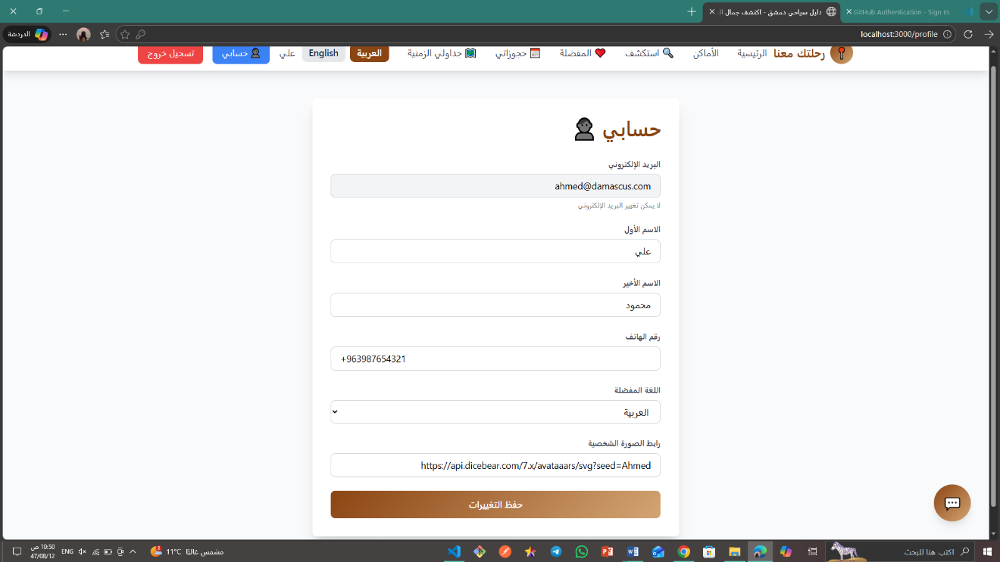 GitHub Authentication - Sign In
دليل سياحي دمشق - اكتشف جمال ال
localhost:3000/profile
الدردشة
رحلتك معنا
الرئيسية
الأماكن
استكشف
المفضلة
حجوزاتي
جداولي الزمنية
العربية
English
علي
حسابي
تسجيل خروج
حسابي
البريد الإلكتروني
ahmed@damascus.com
لا يمكن تغيير البريد الإلكتروني
الاسم الأول
علي
الاسم الأخير
محمود
رقم الهاتف
+963987654321
اللغة المفضلة
العربية
رابط الصورة الشخصية
https://api.dicebear.com/7.x/avataaars/svg?seed=Ahmed
حفظ التغييرات
اكتب هنا للبحث
2
11°C مشمس غالبًا
ENG
10:50 ص
47/08/12